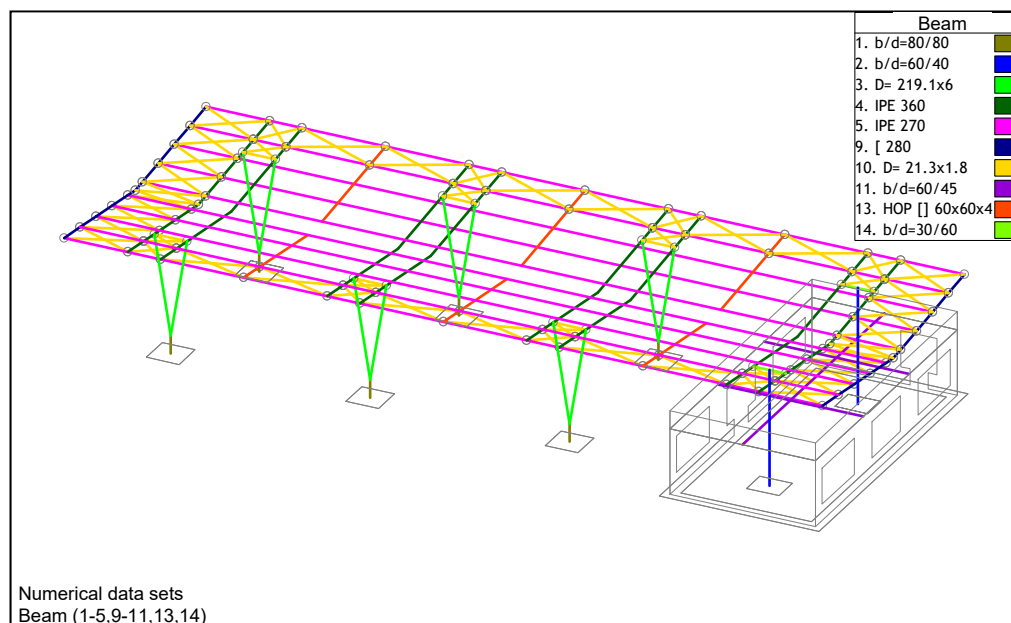 Beam
1. b/d=80/80
2. b/d=60/40
3. D= 219.1x6
4. IPE 360
5. IPE 270
9. [ 280
10. D= 21.3x1.8
11. b/d=60/45
13. HOP [] 60x60x4
14. b/d=30/60
Numerical data sets
Beam (1-5,9-11,13,14)